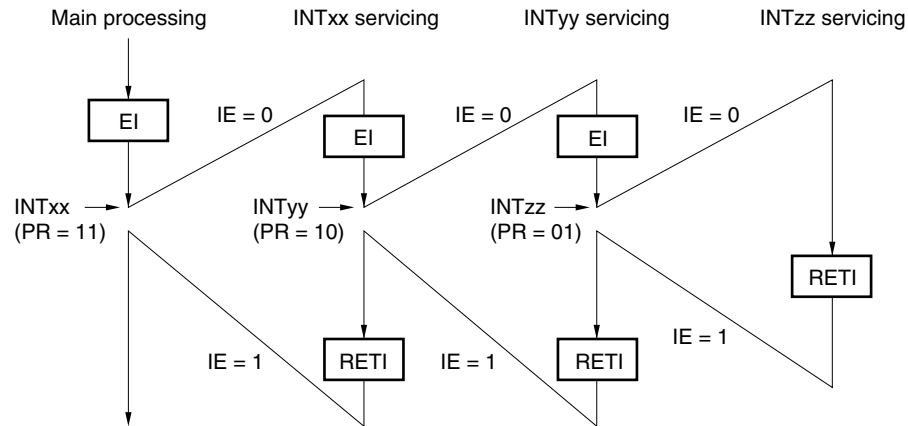 Main processing
INTxx servicing
INTyy servicing
INTzz servicing
EI
IE = 0
EI
IE = 0
EI
IE = 0
INTxx
(PR = 11)
INTyy
(PR = 10)
INTzz
(PR = 01)
RETI
IE = 1
RETI
IE = 1
RETI
IE = 1